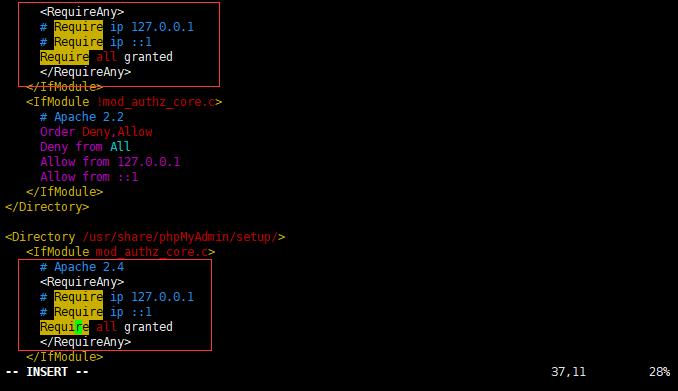 <RequireAny>
# Require ip 127.0.0.1
# Require ip ::1
Require all granted
</RequireAny>
</IfModule>
<IfModule !mod_authz_core.c>
# Apache 2.2
Order Deny,Allow
Deny from All
Allow from 127.0.0.1
Allow from ::1
</IfModule>
</Directory>
<Directory /usr/share/phpMyAdmin/setup/>
<IfModule mod_authz_core.c>
# Apache 2.4
<RequireAny>
# Require ip 127.0.0.1
# Require ip ::1
Require all granted
</RequireAny>
</IfModule>
-- INSERT -- 37,11 28%